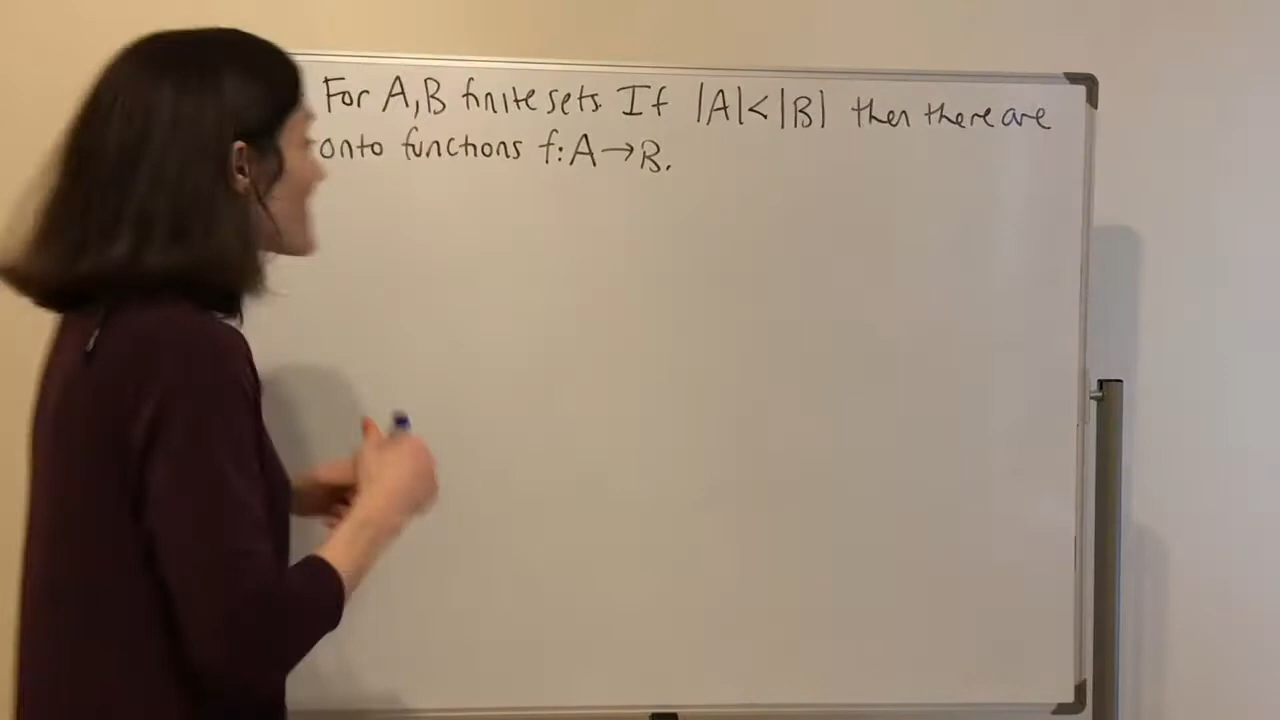 For A,B finite sets. If |A|<|B| then there are
onto functions f:A→B.